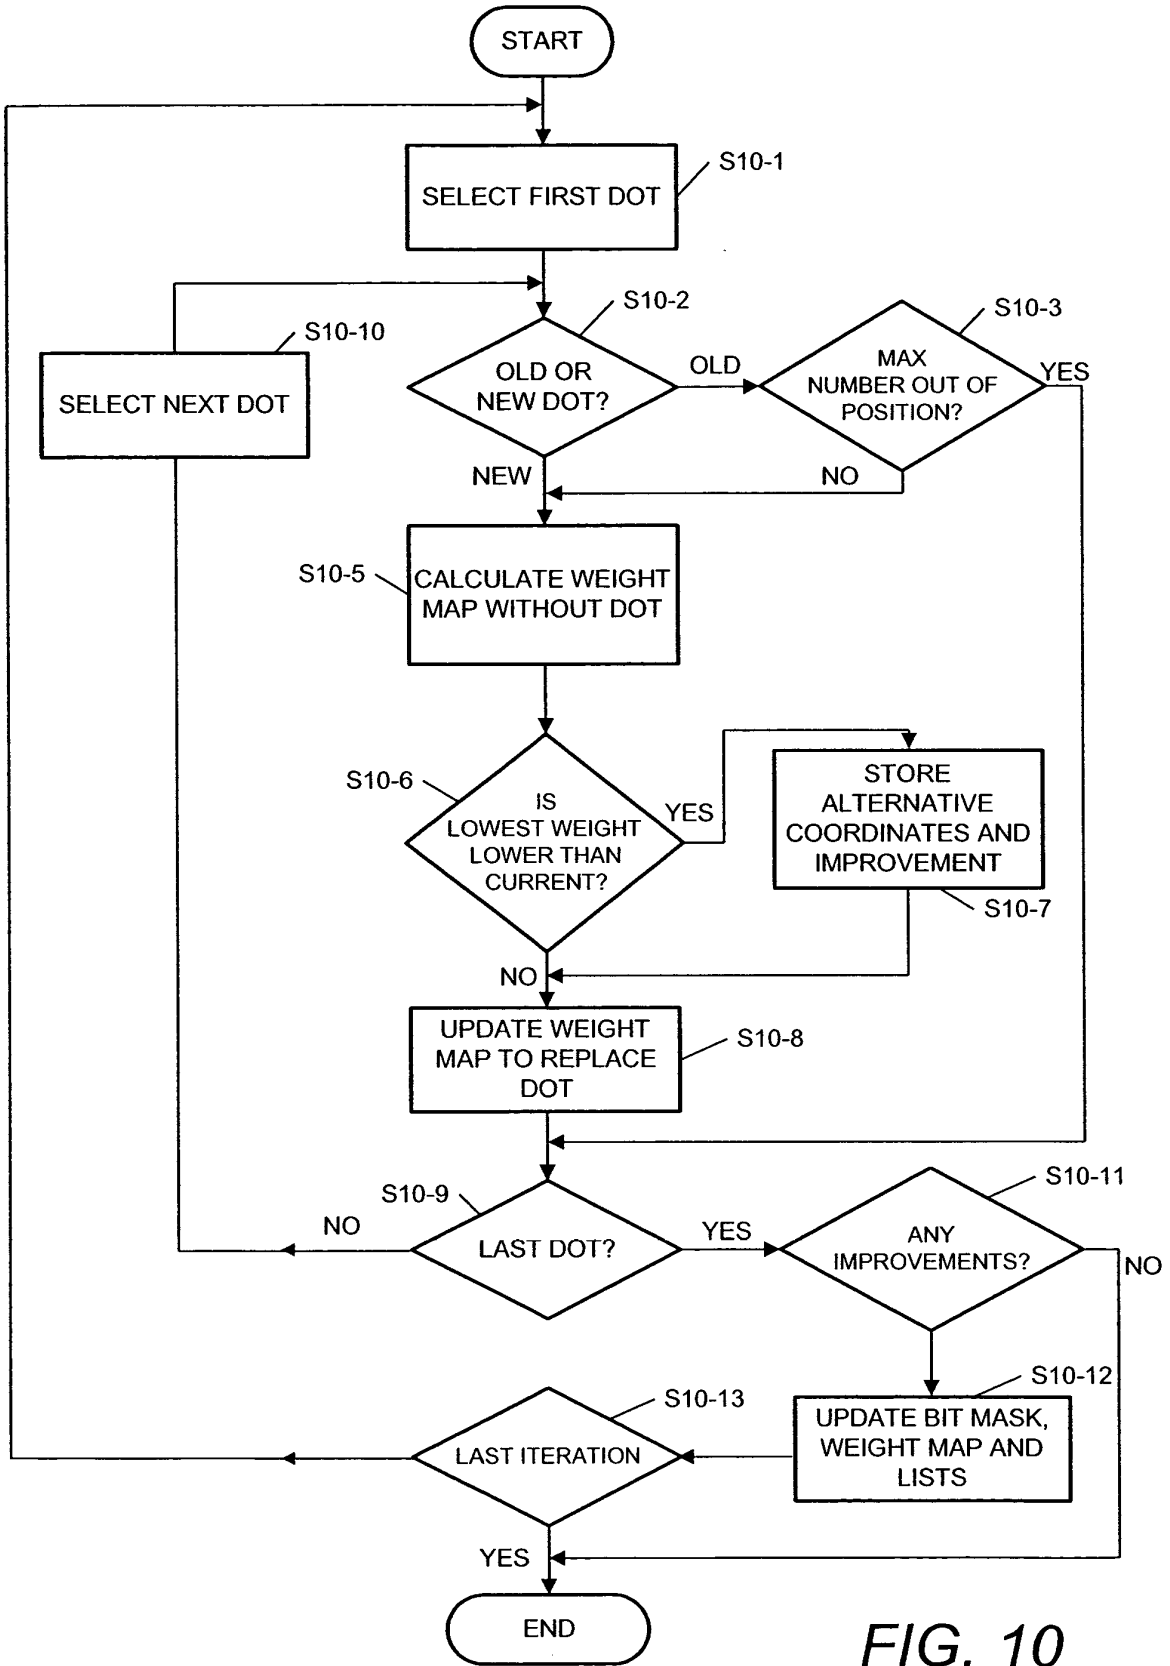 START
S10-1
SELECT FIRST DOT
S10-2
S10-3
S10-10
SELECT NEXT DOT
OLD OR
NEW DOT?
OLD
MAX
NUMBER OUT OF
POSITION?
YES
NEW
NO
S10-5
CALCULATE WEIGHT
MAP WITHOUT DOT
S10-6
IS
LOWEST WEIGHT
LOWER THAN
CURRENT?
YES
STORE
ALTERNATIVE
COORDINATES AND
IMPROVEMENT
S10-7
NO
UPDATE WEIGHT
MAP TO REPLACE
DOT
S10-8
S10-9
NO
LAST DOT?
YES
S10-11
ANY
IMPROVEMENTS?
NO
S10-12
UPDATE BIT MASK,
WEIGHT MAP AND
LISTS
S10-13
LAST ITERATION
YES
END
FIG. 10